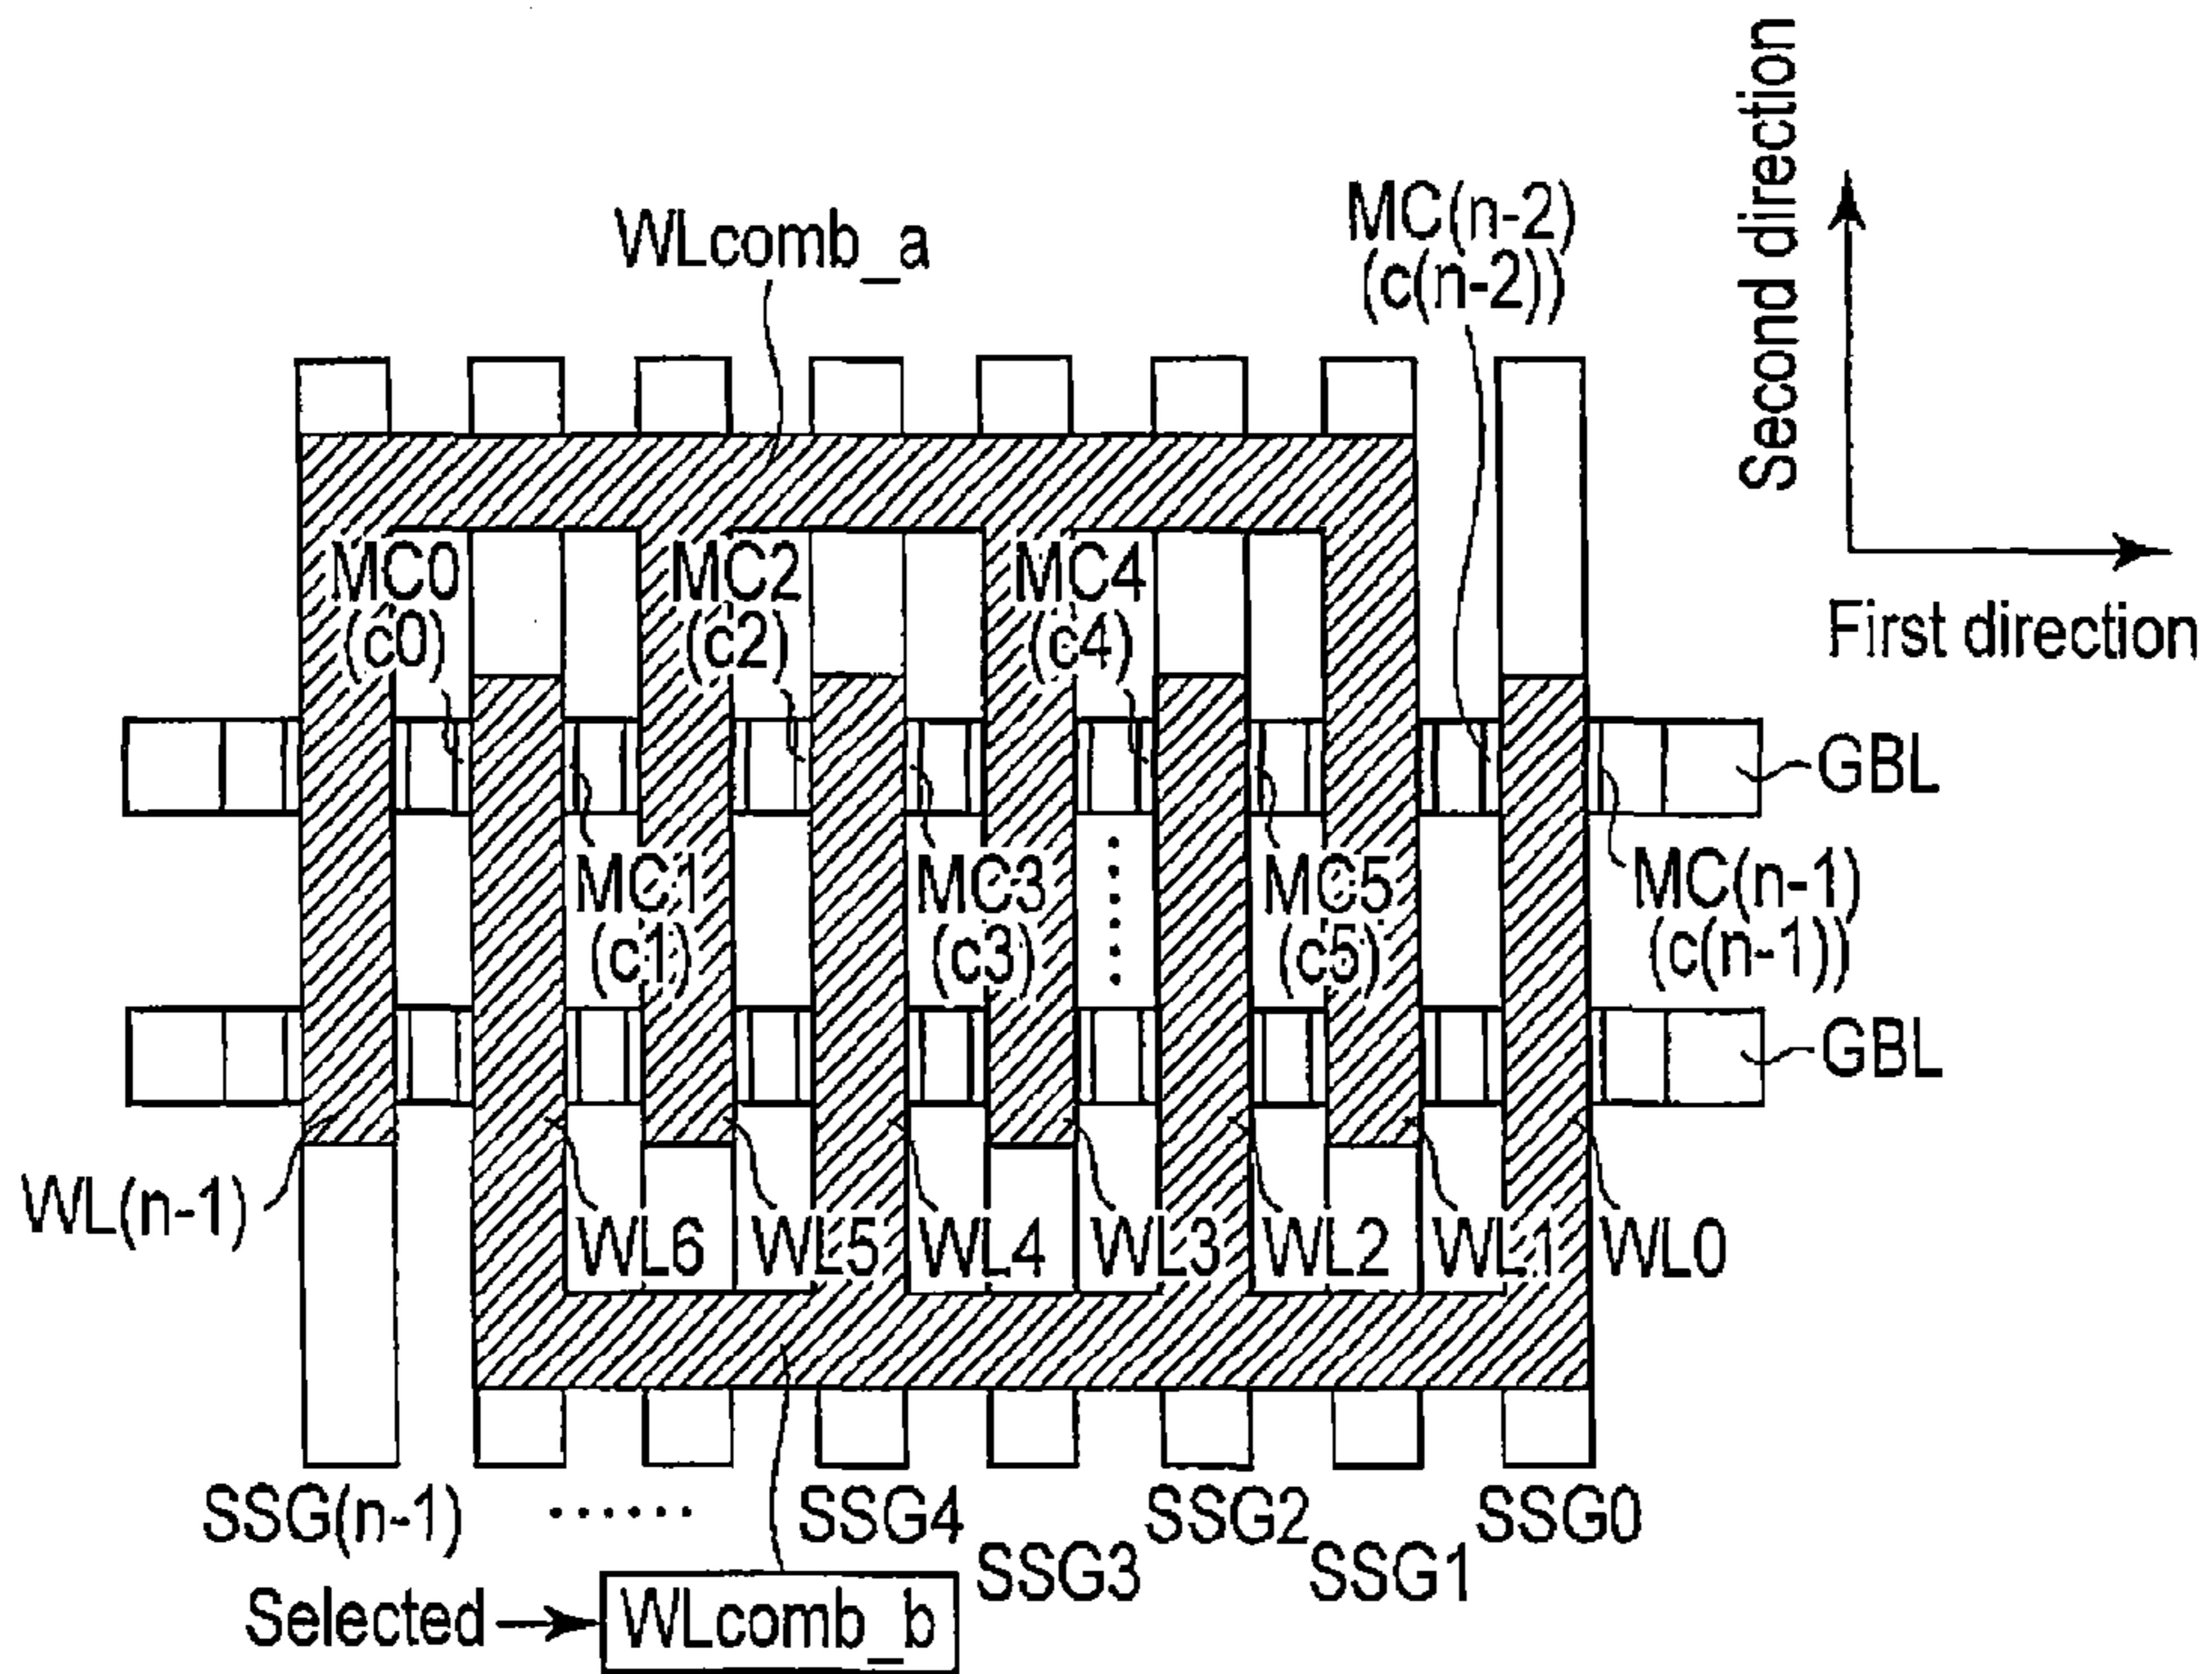 Second direction
First direction
WLcomb_a
MC(n-2)
(c(n-2))
MC0
(c0)
MC2
(c2)
MC4
(c4)
GBL
MC1
(c1)
MC3
(c3)
MC5
(c5)
MC(n-1)
(c(n-1))
GBL
WL(n-1)
WL6 WL5 WL4 WL3 WL2 WL1 WL0
SSG(n-1) ...... SSG4 SSG2 SSG0
SSG3 SSG1
Selected WLcomb_b